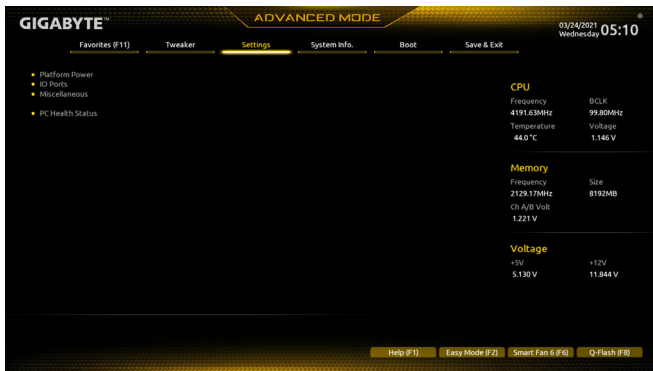 GIGABYTE™
ADVANCED MODE
03/24/2021
Wednesday 05:10
Favorites (F11) Tweaker Settings System Info. Boot Save & Exit
Platform Power
IO Ports
Miscellaneous
PC Health Status
CPU
Frequency BCLK
4191.63MHz 99.80MHz
Temperature Voltage
44.0 °C 1.146 V
Memory
Frequency Size
2129.17MHz 8192MB
Ch A/B Volt
1.221 V
Voltage
+5V +12V
5.130 V 11.844 V
Help (F1) Easy Mode (F2) Smart Fan 6 (F6) Q-Flash (F8)